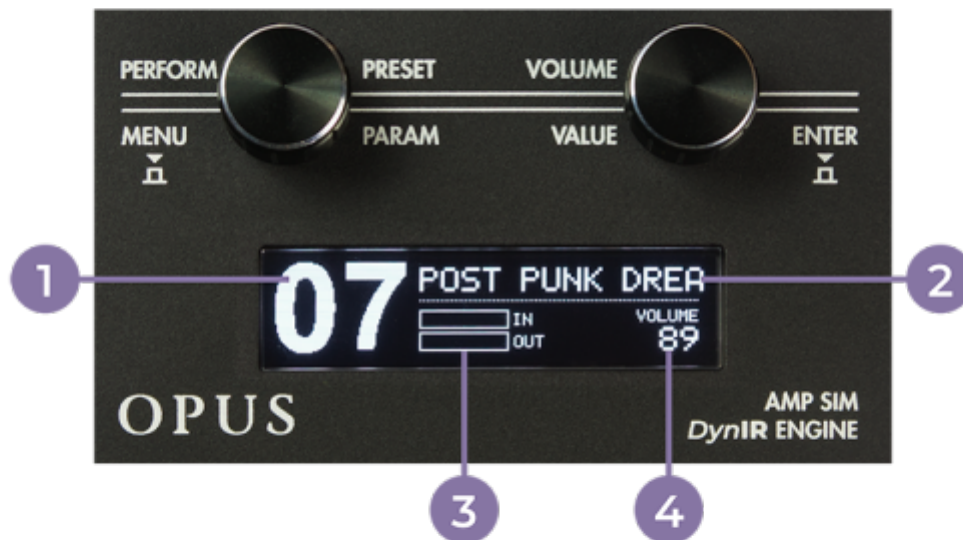 PERFORM PRESET VOLUME
MENU PARAM VALUE ENTER
1 07 POST PUNK DREA 2
IN VOLUME
OUT 89
OPUS AMP SIM
DynIR ENGINE
3 4